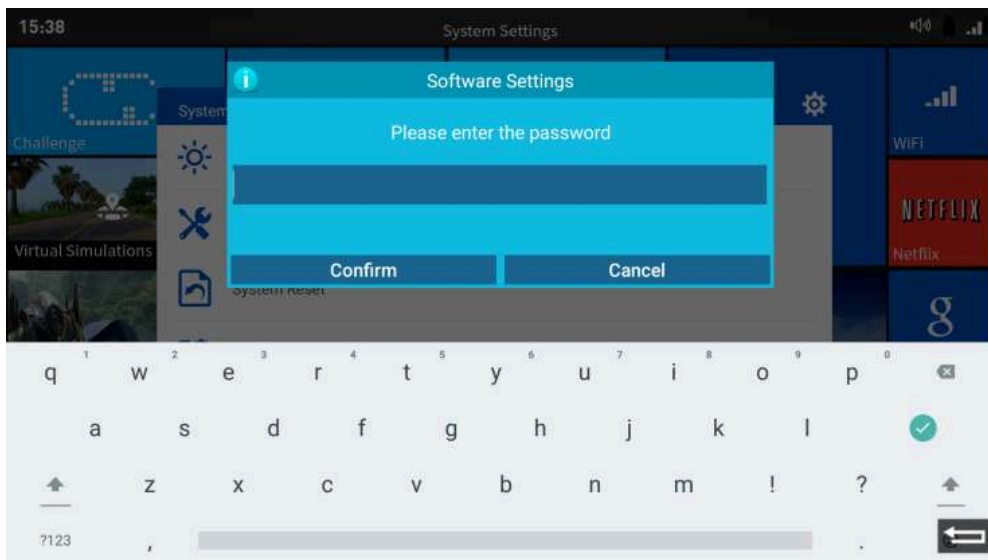 15:38
System Settings
Software Settings
Please enter the password
Confirm
Cancel
System
System Reset
Challenge
Virtual Simulations
WiFi
NETFLIX
Netflix
g
1 2 3 4 5 6 7 8 9 0
q w e r t y u i o p
a s d f g h j k l
z x c v b n m ! ?
?123 , .